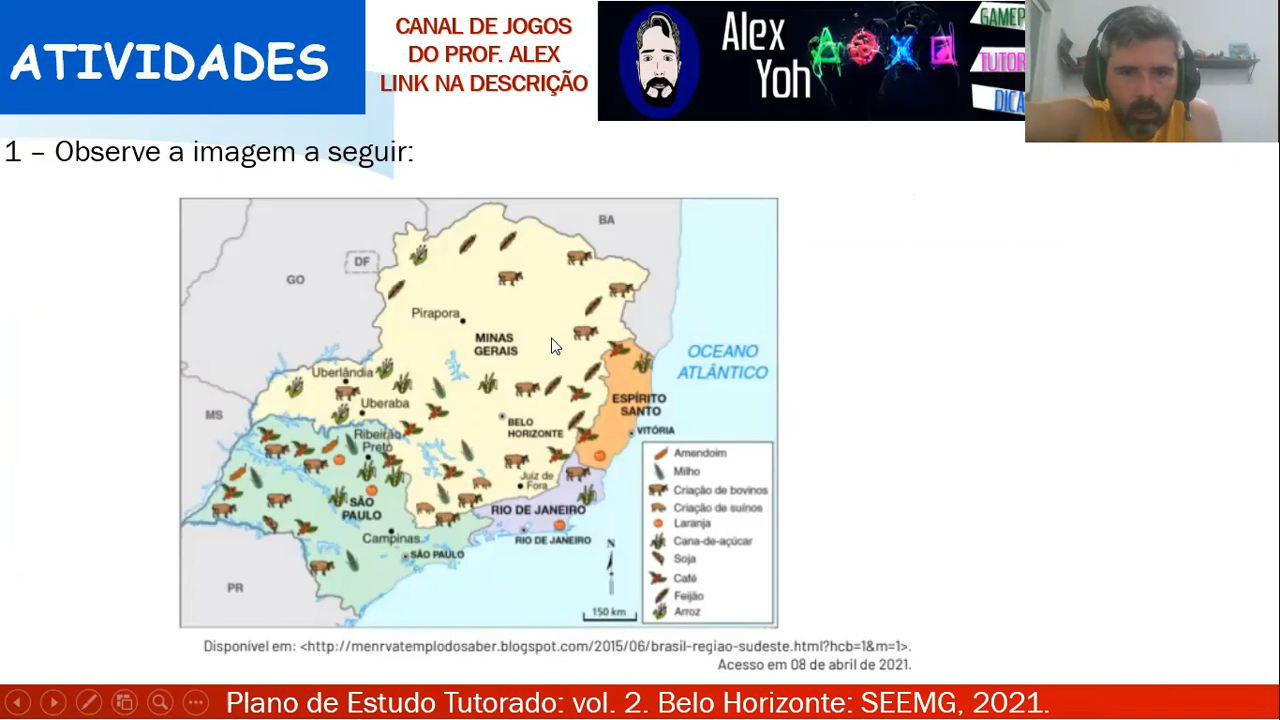 ATIVIDADES
CANAL DE JOGOS
DO PROF. ALEX
LINK NA DESCRIÇÃO
Alex
Yoh
GAMEP
TUTOR
DICA
1 – Observe a imagem a seguir:
BA
DF
GO
Pirapora
MINAS
GERAIS
OCEANO
ATLÂNTICO
Uberlândia
Uberaba
MS
ESPÍRITO
SANTO
BELO
HORIZONTE
VITÓRIA
Ribeirão
Preto
Juiz de
Fora
SÃO
PAULO
RIO DE JANEIRO
RIO DE JANEIRO
Campinas
SÃO PAULO
PR
N
150 km
Amendoim
Milho
Criação de bovinos
Criação de suínos
Laranja
Cana-de-açúcar
Soja
Café
Feijão
Arroz
Disponível em: <http://menrvatemplodosaber.blogspot.com/2015/06/brasil-regiao-sudeste.html?hcb=1&m=1>.
Acesso em 08 de abril de 2021.
Plano de Estudo Tutorado: vol. 2. Belo Horizonte: SEEMG, 2021.